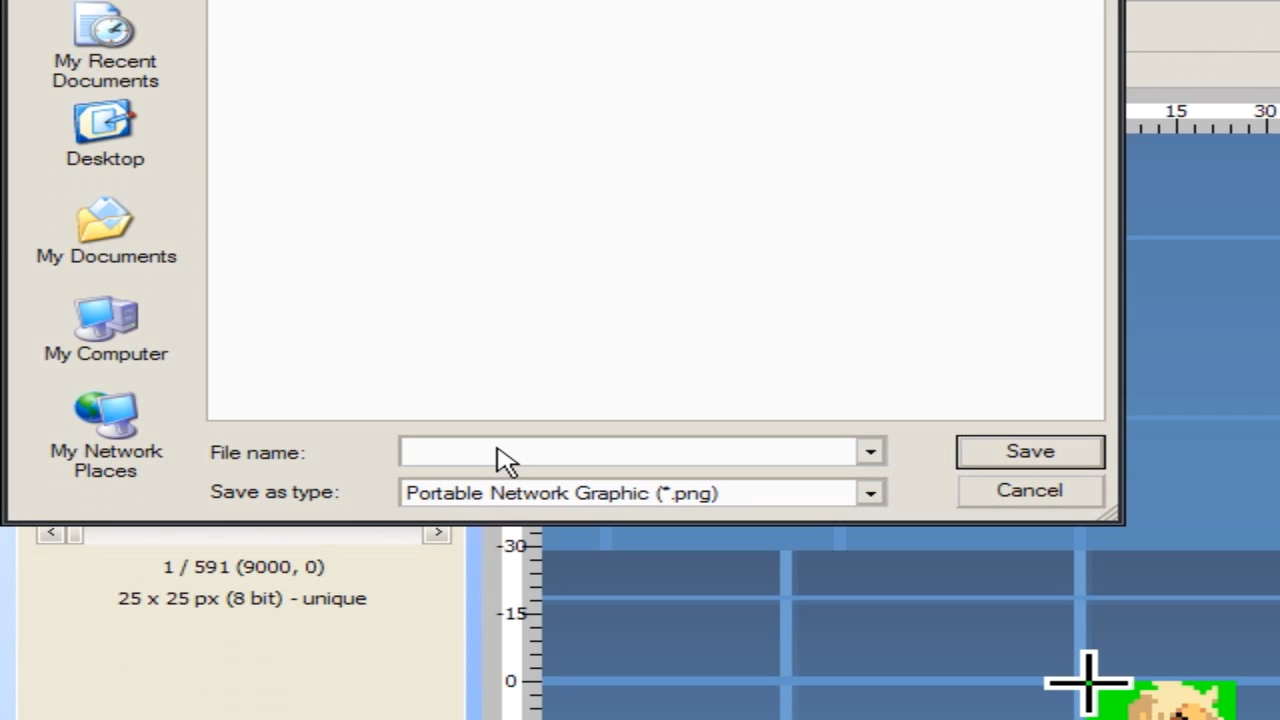 My Recent
Documents
Desktop
My Documents
My Computer
My Network
Places
File name:
Save
Save as type:
Portable Network Graphic (*.png)
Cancel
15
30
1 / 591 (9000, 0)
25 x 25 px (8 bit) - unique
-30
-15
0